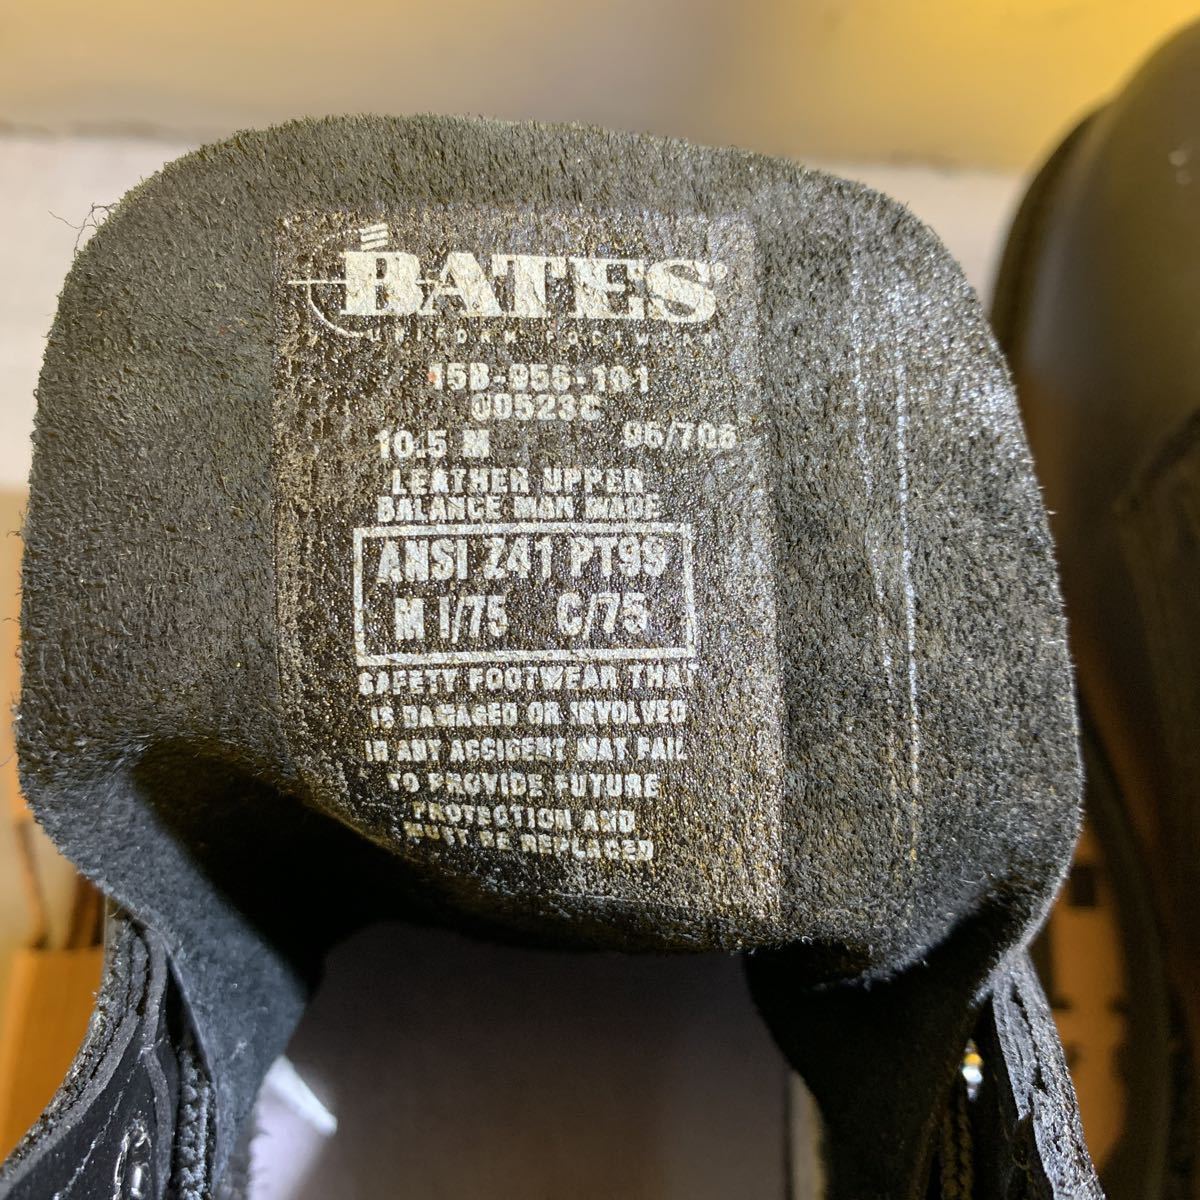 BATES®
UNIFORM FOOTWEAR
15B-956-101
00523C
10.5 M 96/706
LEATHER UPPER
BALANCE MAN MADE
ANSI Z41 PT99
M I/75 C/75
SAFETY FOOTWEAR THAT
IS DAMAGED OR INVOLVED
IN ANY ACCIDENT MAY FAIL
TO PROVIDE FUTURE
PROTECTION AND
MUST BE REPLACED